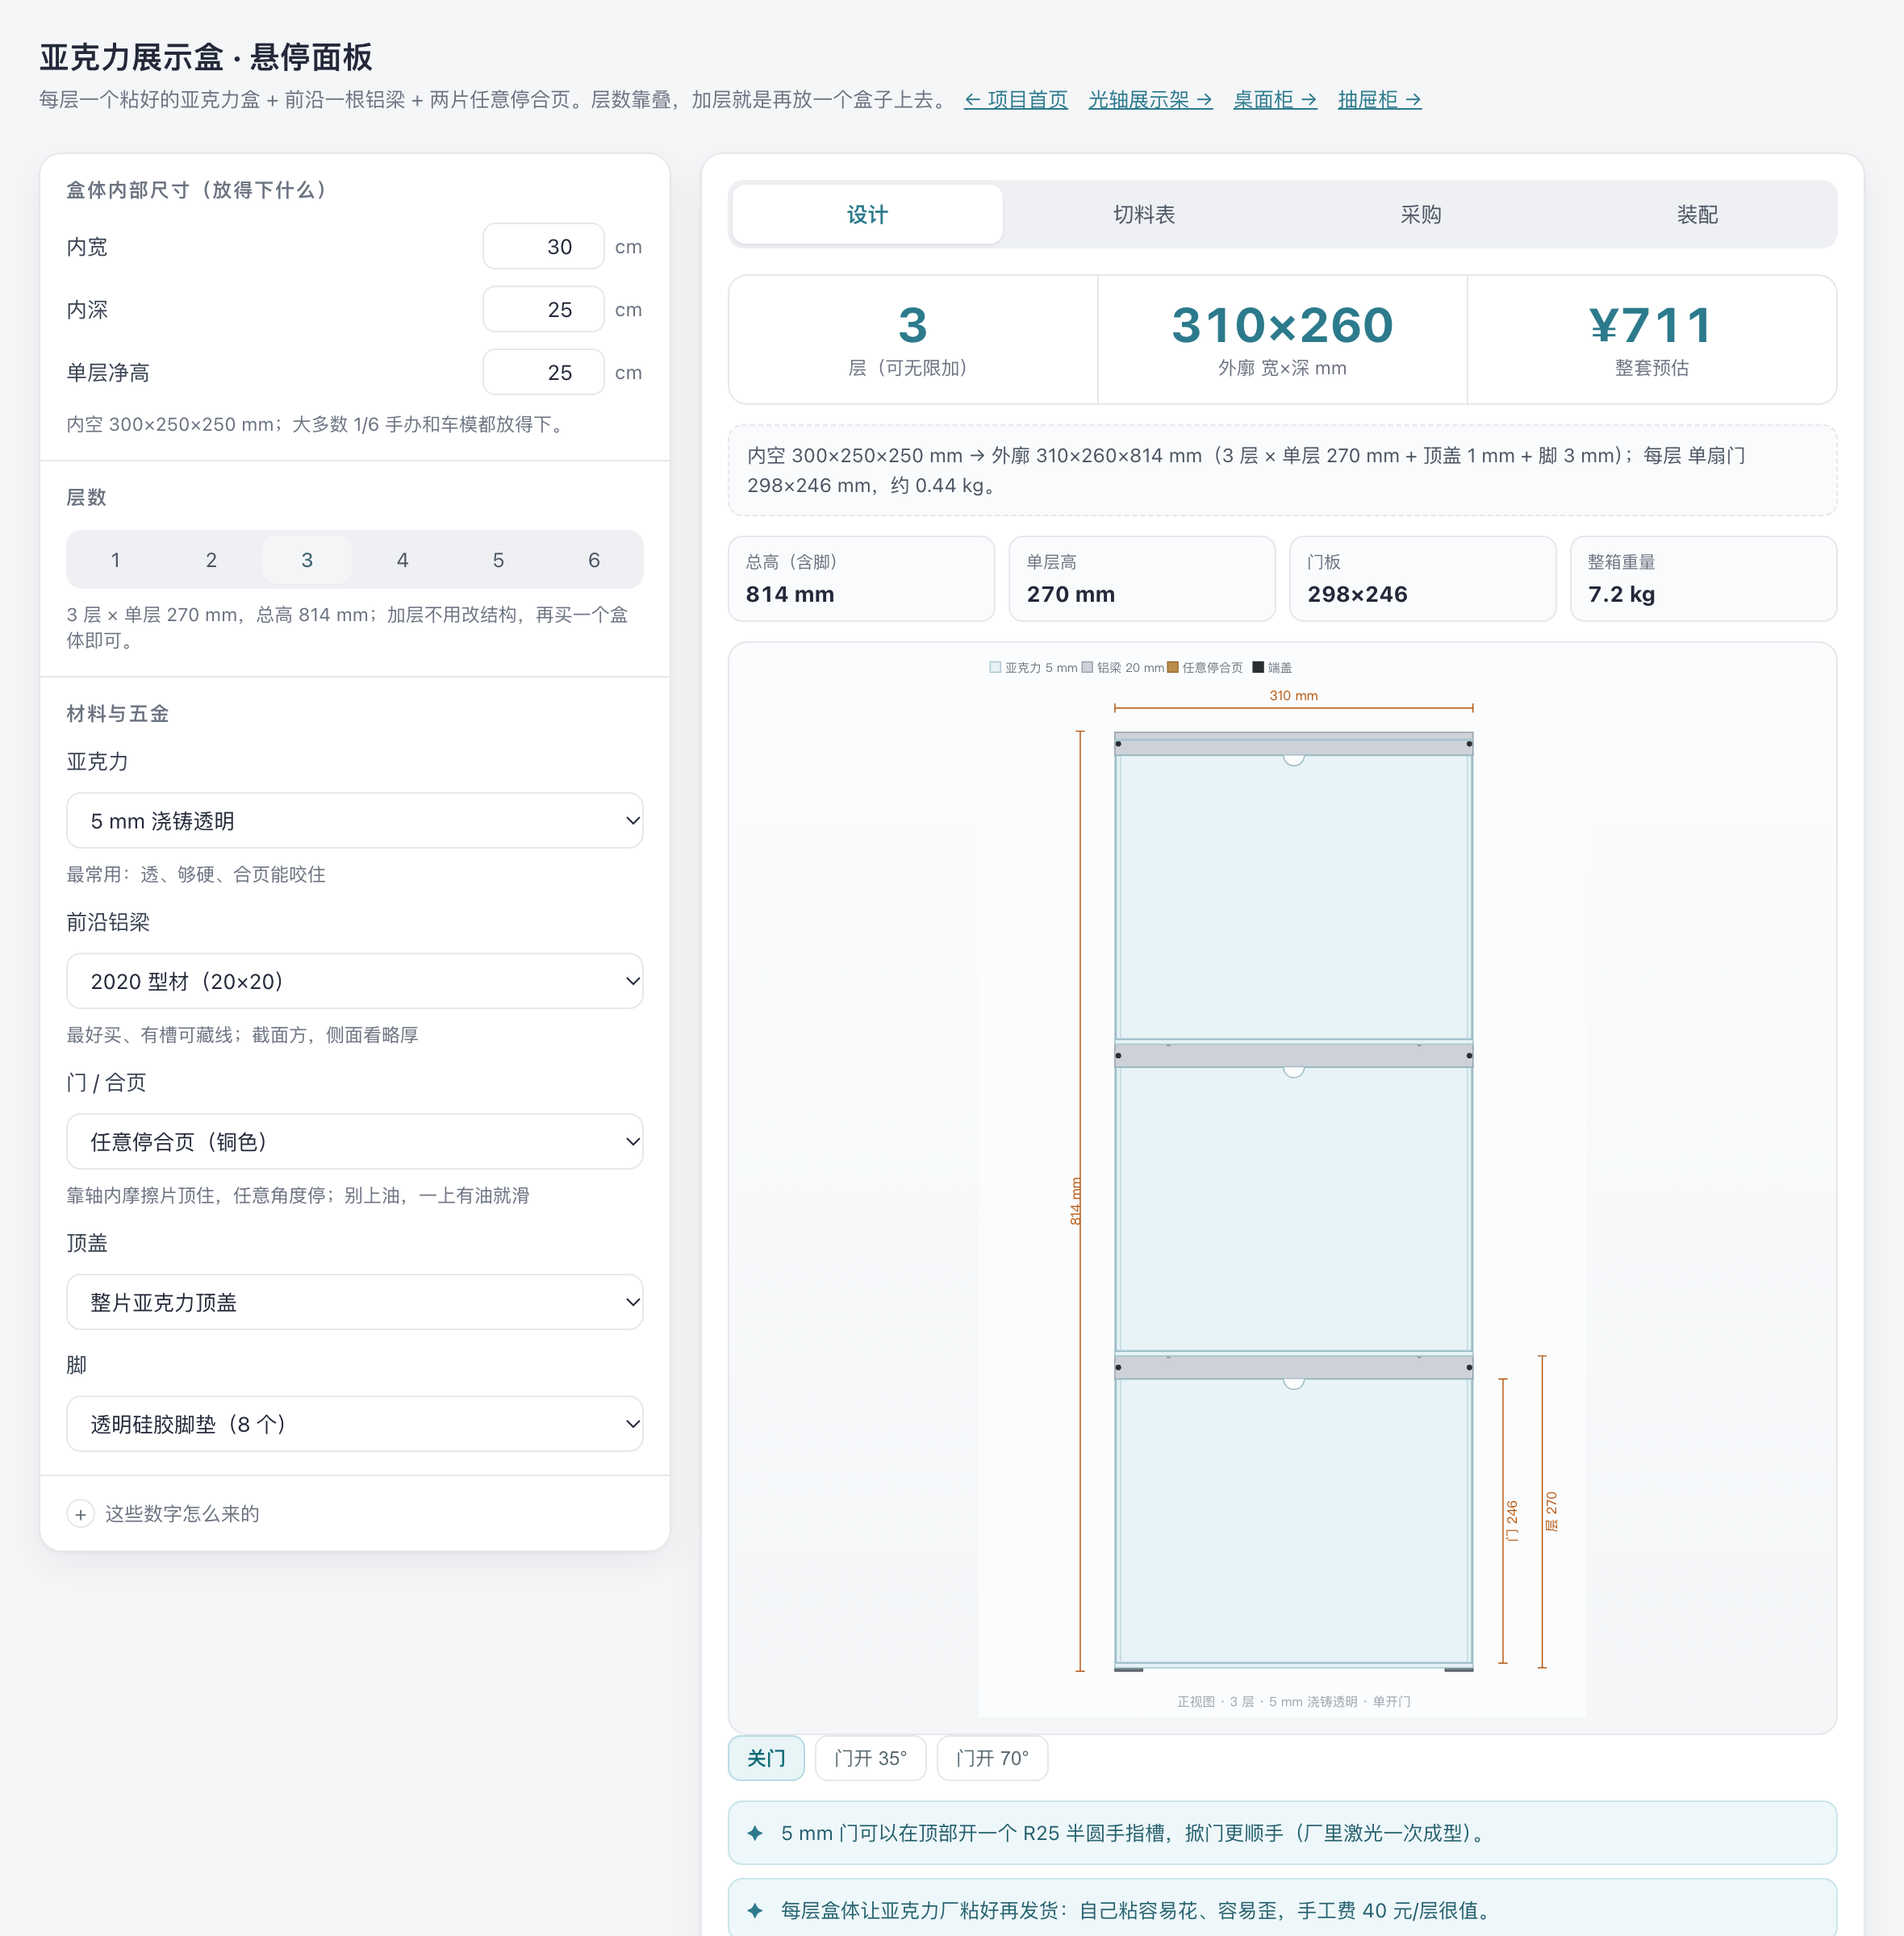 亚克力展示盒 · 悬停面板
每层一个粘好的亚克力盒 + 前沿一根铝梁 + 两片任意停合页。层数靠叠，加层就是再放一个盒子上去。 ← 项目首页 光轴展示架 → 桌面柜 → 抽屉柜 →
盒体内部尺寸（放得下什么）
内宽 30 cm
内深 25 cm
单层净高 25 cm
内空 300×250×250 mm；大多数 1/6 手办和车模都放得下。
层数
1 2 3 4 5 6
3 层 × 单层 270 mm，总高 814 mm；加层不用改结构，再买一个盒
体即可。
材料与五金
亚克力
5 mm 浇铸透明
最常用：透、够硬、合页能咬住
前沿铝梁
2020 型材（20×20）
最好买、有槽可藏线；截面方，侧面看略厚
门 / 合页
任意停合页（铜色）
靠轴内摩擦片顶住，任意角度停；别上油，一上有油就滑
顶盖
整片亚克力顶盖
脚
透明硅胶脚垫（8 个）
+ 这些数字怎么来的
设计 切料表 采购 装配
3
层（可无限加）
310×260
外廓 宽×深 mm
¥711
整套预估
内空 300×250×250 mm → 外廓 310×260×814 mm（3 层 × 单层 270 mm + 顶盖 1 mm + 脚 3 mm）；每层 单扇门
298×246 mm，约 0.44 kg。
总高（含脚）
814 mm
单层高
270 mm
门板
298×246
整箱重量
7.2 kg
亚克力 5 mm 铝梁 20 mm 任意停合页 端盖
310 mm
814 mm
门 246
层 270
正视图 · 3 层 · 5 mm 浇铸透明 · 单开门
关门 门开 35° 门开 70°
✦ 5 mm 门可以在顶部开一个 R25 半圆手指槽，掀门更顺手（厂里激光一次成型）。
✦ 每层盒体让亚克力厂粘好再发货：自己粘容易花、容易歪，手工费 40 元/层很值。